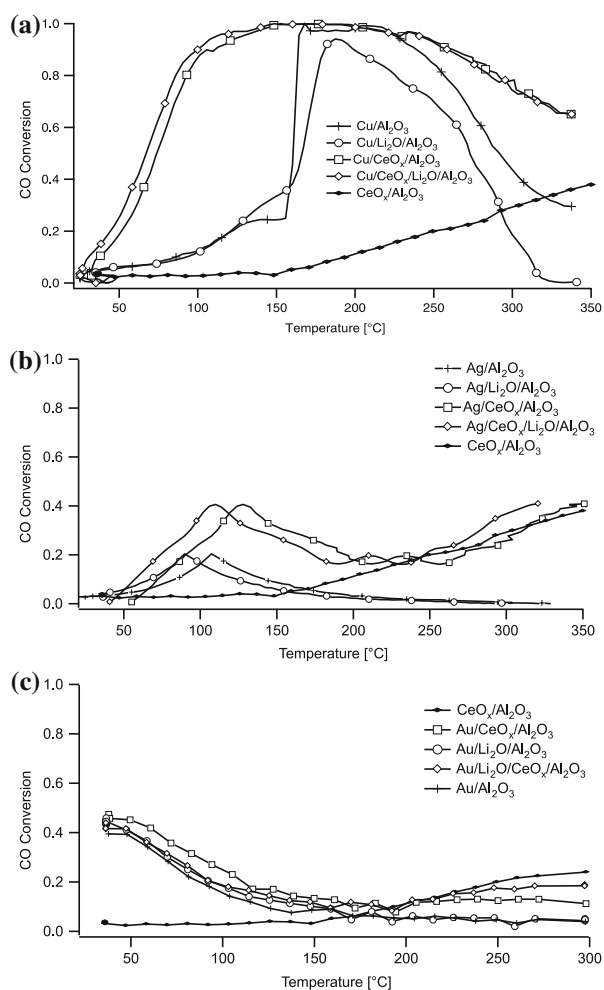 (a)
1.0
0.8
0.6
0.4
0.2
0.0
CO Conversion
Cu/Al₂O₃
Cu/Li₂O/Al₂O₃
Cu/CeOₓ/Al₂O₃
Cu/CeOₓ/Li₂O/Al₂O₃
CeOₓ/Al₂O₃
50 100 150 200 250 300 350
Temperature [°C]
(b)
1.0
0.8
0.6
0.4
0.2
0.0
CO Conversion
Ag/Al₂O₃
Ag/Li₂O/Al₂O₃
Ag/CeOₓ/Al₂O₃
Ag/CeOₓ/Li₂O/Al₂O₃
CeOₓ/Al₂O₃
50 100 150 200 250 300 350
Temperature [°C]
(c)
1.0
0.8
0.6
0.4
0.2
0.0
CO Conversion
CeOₓ/Al₂O₃
Au/CeOₓ/Al₂O₃
Au/Li₂O/Al₂O₃
Au/Li₂O/CeOₓ/Al₂O₃
Au/Al₂O₃
50 100 150 200 250 300
Temperature [°C]